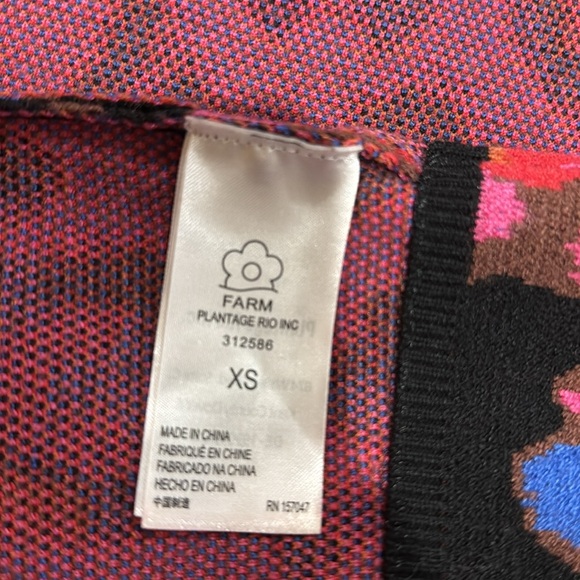 FARM
PLANTAGE RIO INC
312586
XS
MADE IN CHINA
FABRIQUÉ EN CHINE
FABRICADO NA CHINA
HECHO EN CHINA
中国制造
RN 157047